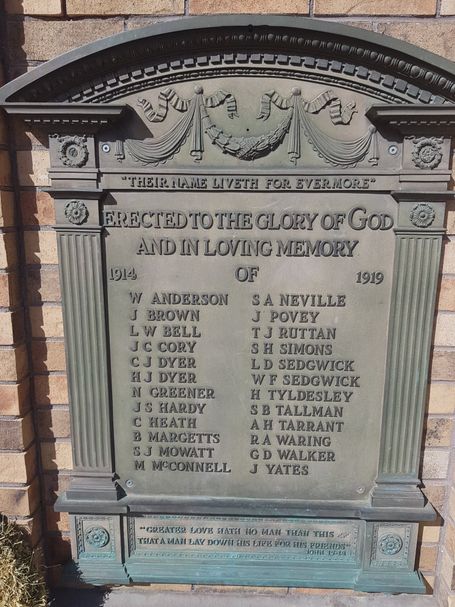 "THEIR NAME LIVETH FOR EVERMORE"
ERECTED TO THE GLORY OF GOD
AND IN LOVING MEMORY
1914 OF 1919
W ANDERSON S A NEVILLE
J BROWN J POVEY
L W BELL T J RUTTAN
J C CORY S H SIMONS
C J DYER L D SEDGWICK
H J DYER W F SEDGWICK
N GREENER H TYLDESLEY
J S HARDY S B TALLMAN
C HEATH A H TARRANT
B MARGETTS R A WARING
S J MOWATT G D WALKER
M McCONNELL J YATES
"GREATER LOVE HATH NO MAN THAN THIS
THAT A MAN LAY DOWN HIS LIFE FOR HIS FRIENDS"
JOHN 15-14